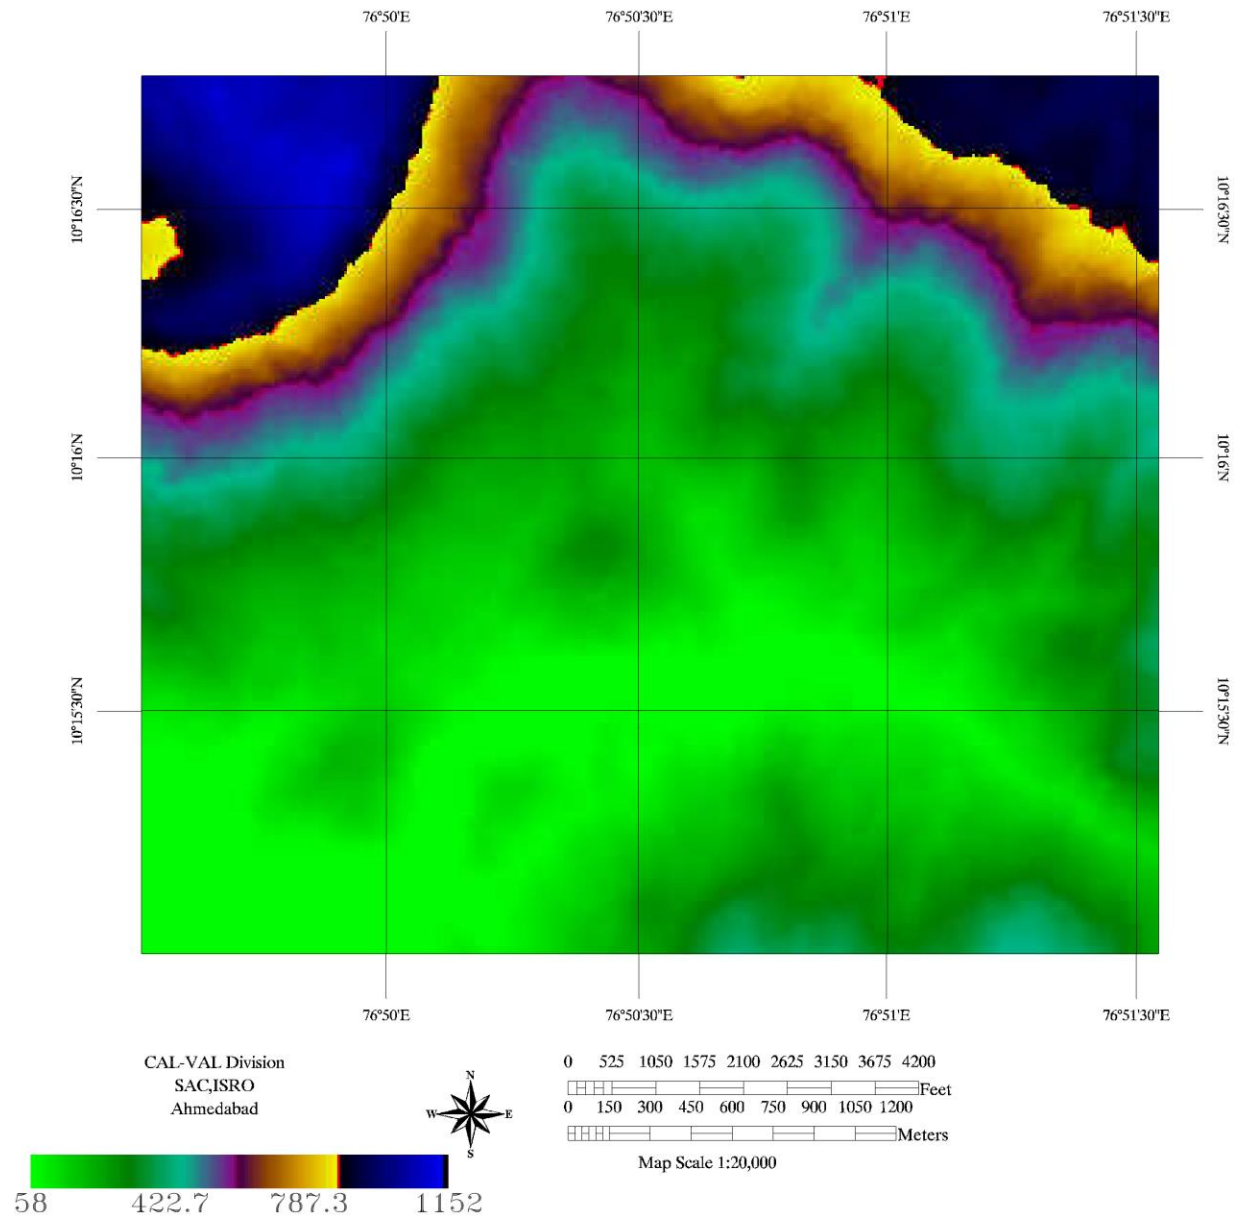 76°50'E 76°50'30"E 76°51'E 76°51'30"E
10°16'30"N 10°16'30"N
10°16'N 10°16'N
10°15'30"N 10°15'30"N
76°50'E 76°50'30"E 76°51'E 76°51'30"E
CAL-VAL Division
SAC,ISRO
Ahmedabad
N
W E
S
0 525 1050 1575 2100 2625 3150 3675 4200
Feet
0 150 300 450 600 750 900 1050 1200
Meters
Map Scale 1:20,000
58 422.7 787.3 1152